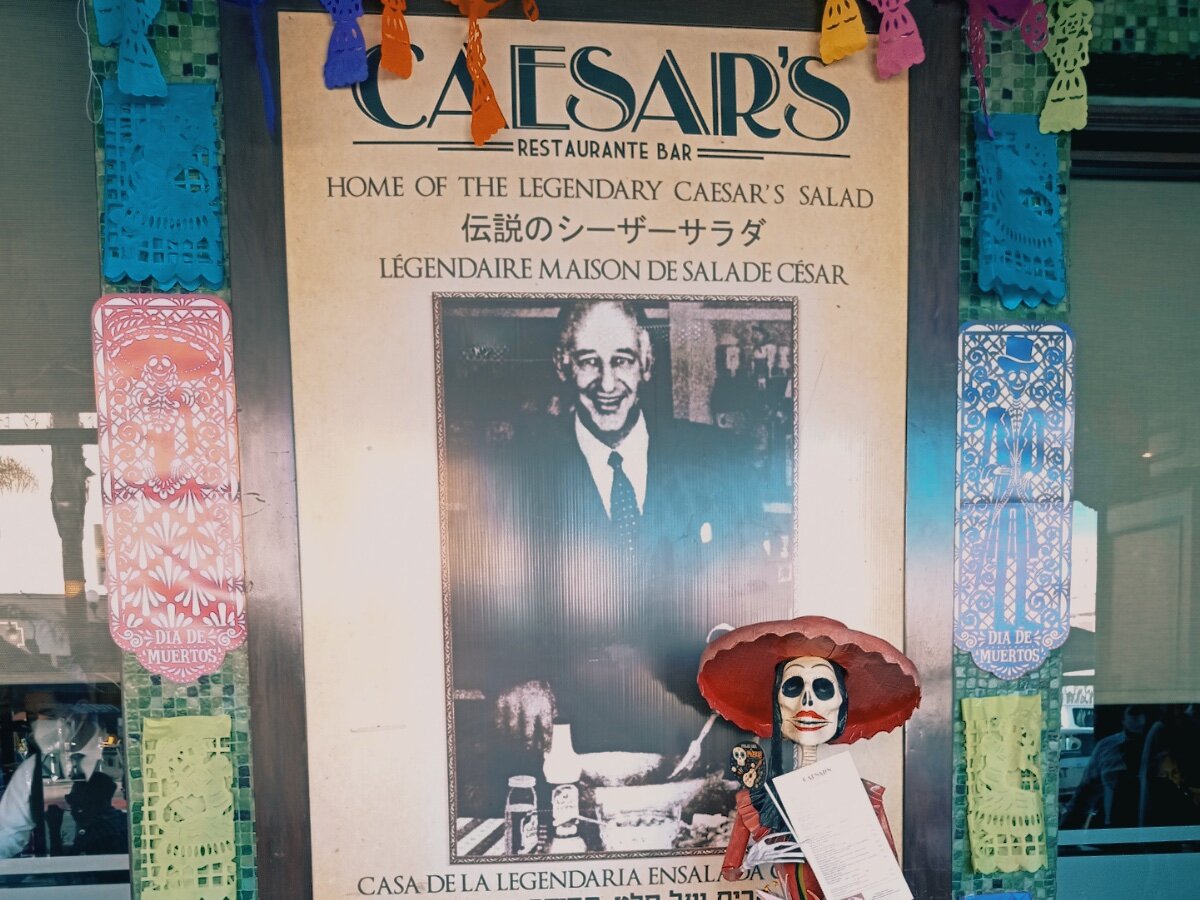 CAESAR'S
RESTAURANTE BAR
HOME OF THE LEGENDARY CAESAR'S SALAD
伝説のシーザーサラダ
LÉGENDAIRE MAISON DE SALADE CÉSAR
DIA DE
MUERTOS
DIA DE
MUERTOS
CAESAR'S
CASA DE LA LEGENDARIA ENSALADA